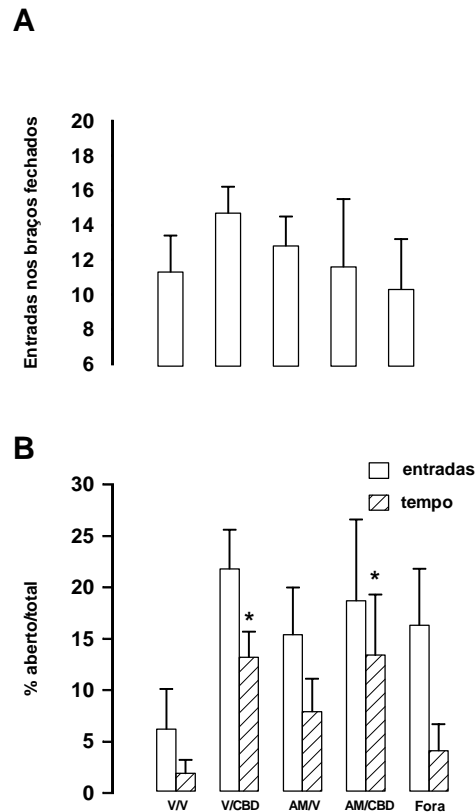 A
Entradas nos braços fechados
20
18
16
14
12
10
8
6
B
% aberto/total
30
25
20
15
10
5
0
entradas
tempo
*
*
V/V V/CBD AM/V AM/CBD Fora